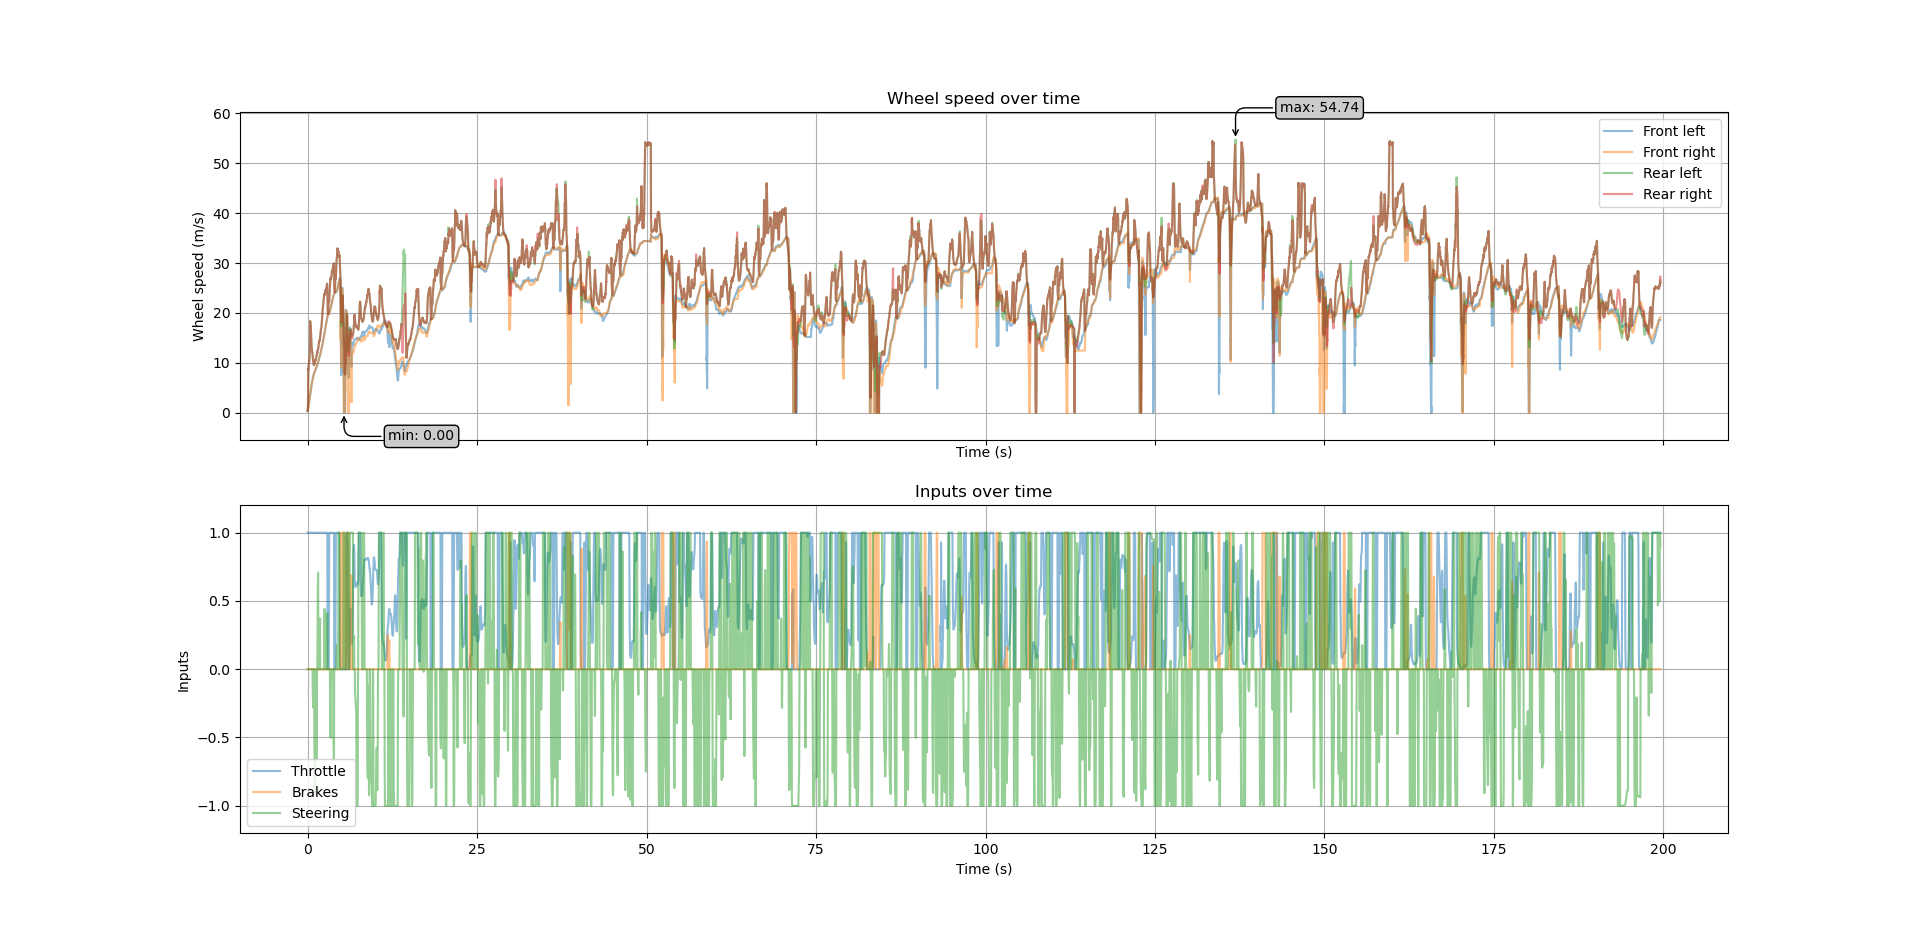 Wheel speed over time
max: 54.74
60
50
40
30
20
10
0
Wheel speed (m/s)
Front left
Front right
Rear left
Rear right
min: 0.00
Time (s)
Inputs over time
1.0
0.5
0.0
−0.5
−1.0
Inputs
Throttle
Brakes
Steering
0 25 50 75 100 125 150 175 200
Time (s)